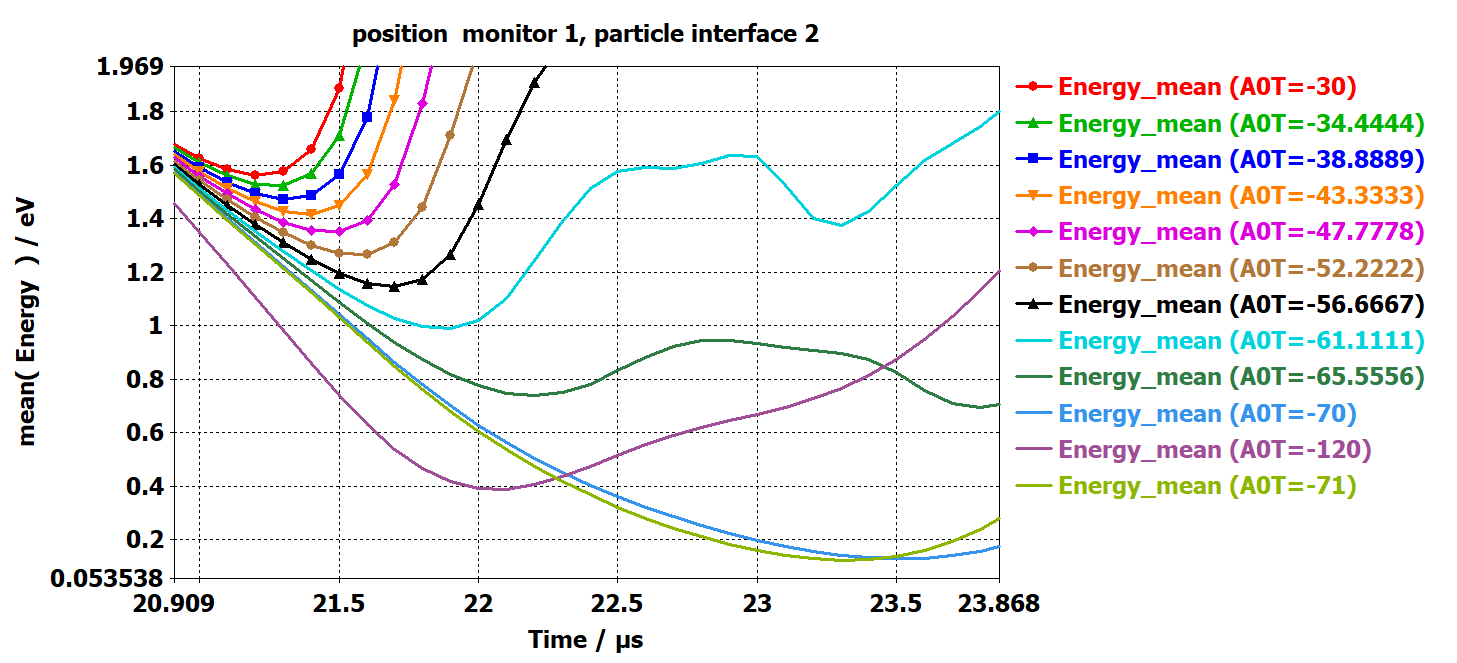 position monitor 1, particle interface 2
mean( Energy ) / eV
1.969
1.8
1.6
1.4
1.2
1
0.8
0.6
0.4
0.2
0.053538
20.909
21.5
22
22.5
23
23.5
23.868
Time / µs
Energy_mean (A0T=-30)
Energy_mean (A0T=-34.4444)
Energy_mean (A0T=-38.8889)
Energy_mean (A0T=-43.3333)
Energy_mean (A0T=-47.7778)
Energy_mean (A0T=-52.2222)
Energy_mean (A0T=-56.6667)
Energy_mean (A0T=-61.1111)
Energy_mean (A0T=-65.5556)
Energy_mean (A0T=-70)
Energy_mean (A0T=-120)
Energy_mean (A0T=-71)